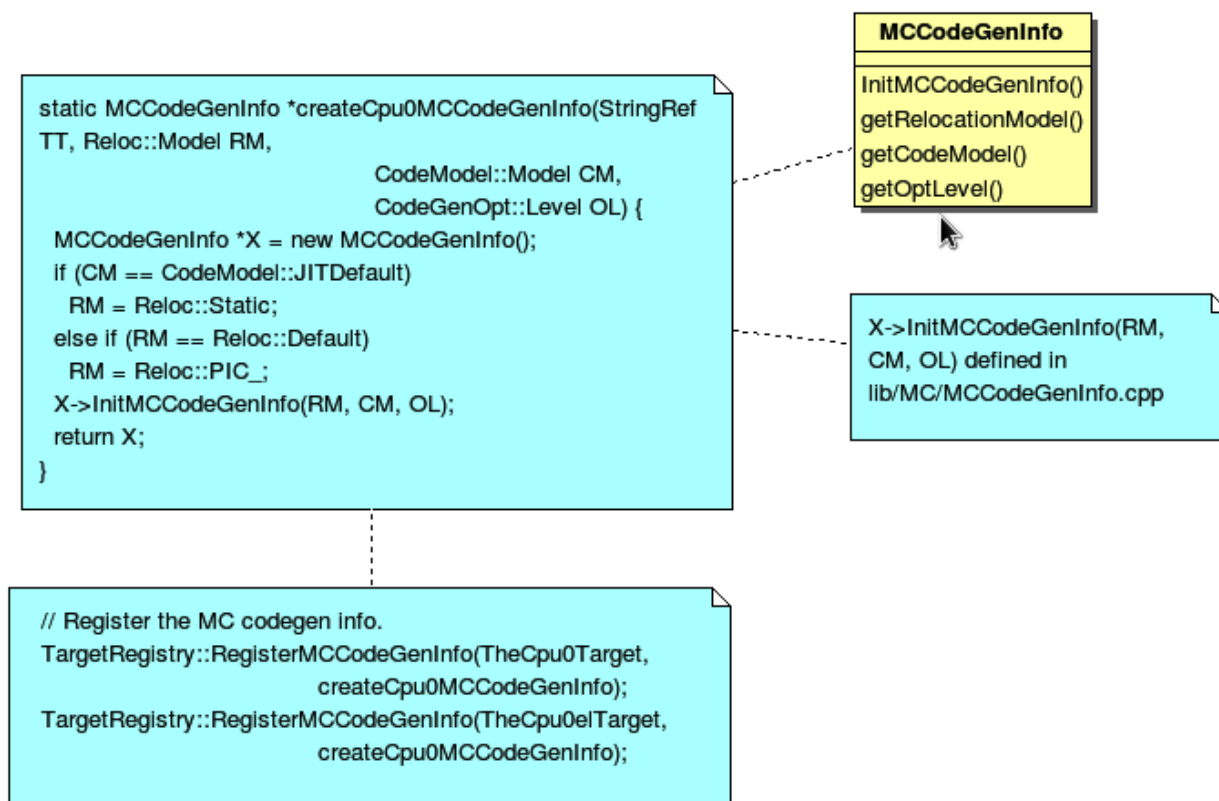 MCCodeGenInfo
InitMCCodeGenInfo()
getRelocationModel()
getCodeModel()
getOptLevel()
static MCCodeGenInfo *createCpu0MCCodeGenInfo(StringRef
TT, Reloc::Model RM,
CodeModel::Model CM,
CodeGenOpt::Level OL) {
MCCodeGenInfo *X = new MCCodeGenInfo();
if (CM == CodeModel::JITDefault)
RM = Reloc::Static;
else if (RM == Reloc::Default)
RM = Reloc::PIC_;
X->InitMCCodeGenInfo(RM, CM, OL);
return X;
}
X->InitMCCodeGenInfo(RM,
CM, OL) defined in
lib/MC/MCCodeGenInfo.cpp
// Register the MC codegen info.
TargetRegistry::RegisterMCCodeGenInfo(TheCpu0Target,
createCpu0MCCodeGenInfo);
TargetRegistry::RegisterMCCodeGenInfo(TheCpu0elTarget,
createCpu0MCCodeGenInfo);